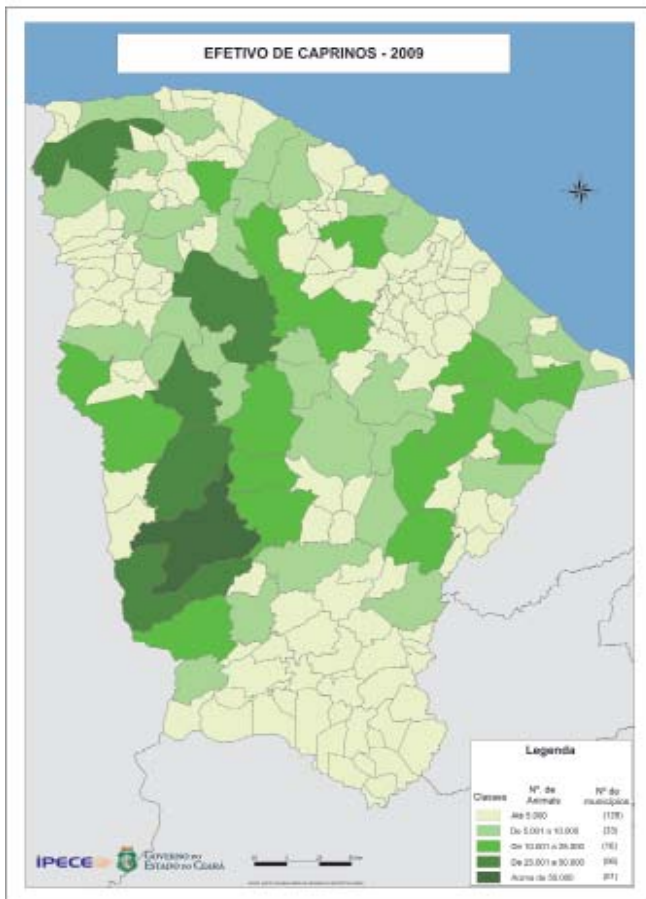 EFETIVO DE CAPRINOS - 2009
Legenda
Classes
Nº. de
Animais
Nº de
municípios
Até 5.000
De 5.001 a 10.000
(33)
De 10.001 a 25.000
De 25.001 a 50.000
Acima de 50.000
(01)
IPECE
GOVERNO DO
ESTADO DO CEARÁ